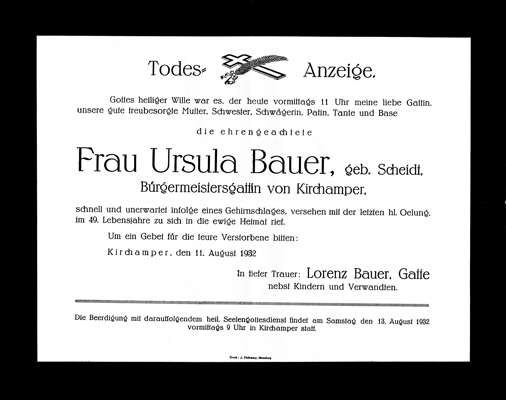 Todes= Anzeige.
Gottes heiliger Wille war es, der heute vormittags 11 Uhr meine liebe Gattin,
unsere gute treubesorgte Mutter, Schwester, Schwägerin, Patin, Tante und Base
die ehrengeachtete
Frau Ursula Bauer, geb. Scheidl,
Bürgermeistersgattin von Kirchamper,
schnell und unerwartet infolge eines Gehirnschlages, versehen mit der letzten hl. Oelung,
im 49. Lebensjahre zu sich in die ewige Heimat rief.
Um ein Gebet für die teure Verstorbene bitten:
Kirchamper, den 11. August 1932
In tiefer Trauer: Lorenz Bauer, Gatte
nebst Kindern und Verwandten.
Die Beerdigung mit darauffolgendem heil. Seelengottesdienst findet am Samstag den 13. August 1932
vormittags 9 Uhr in Kirchamper statt.